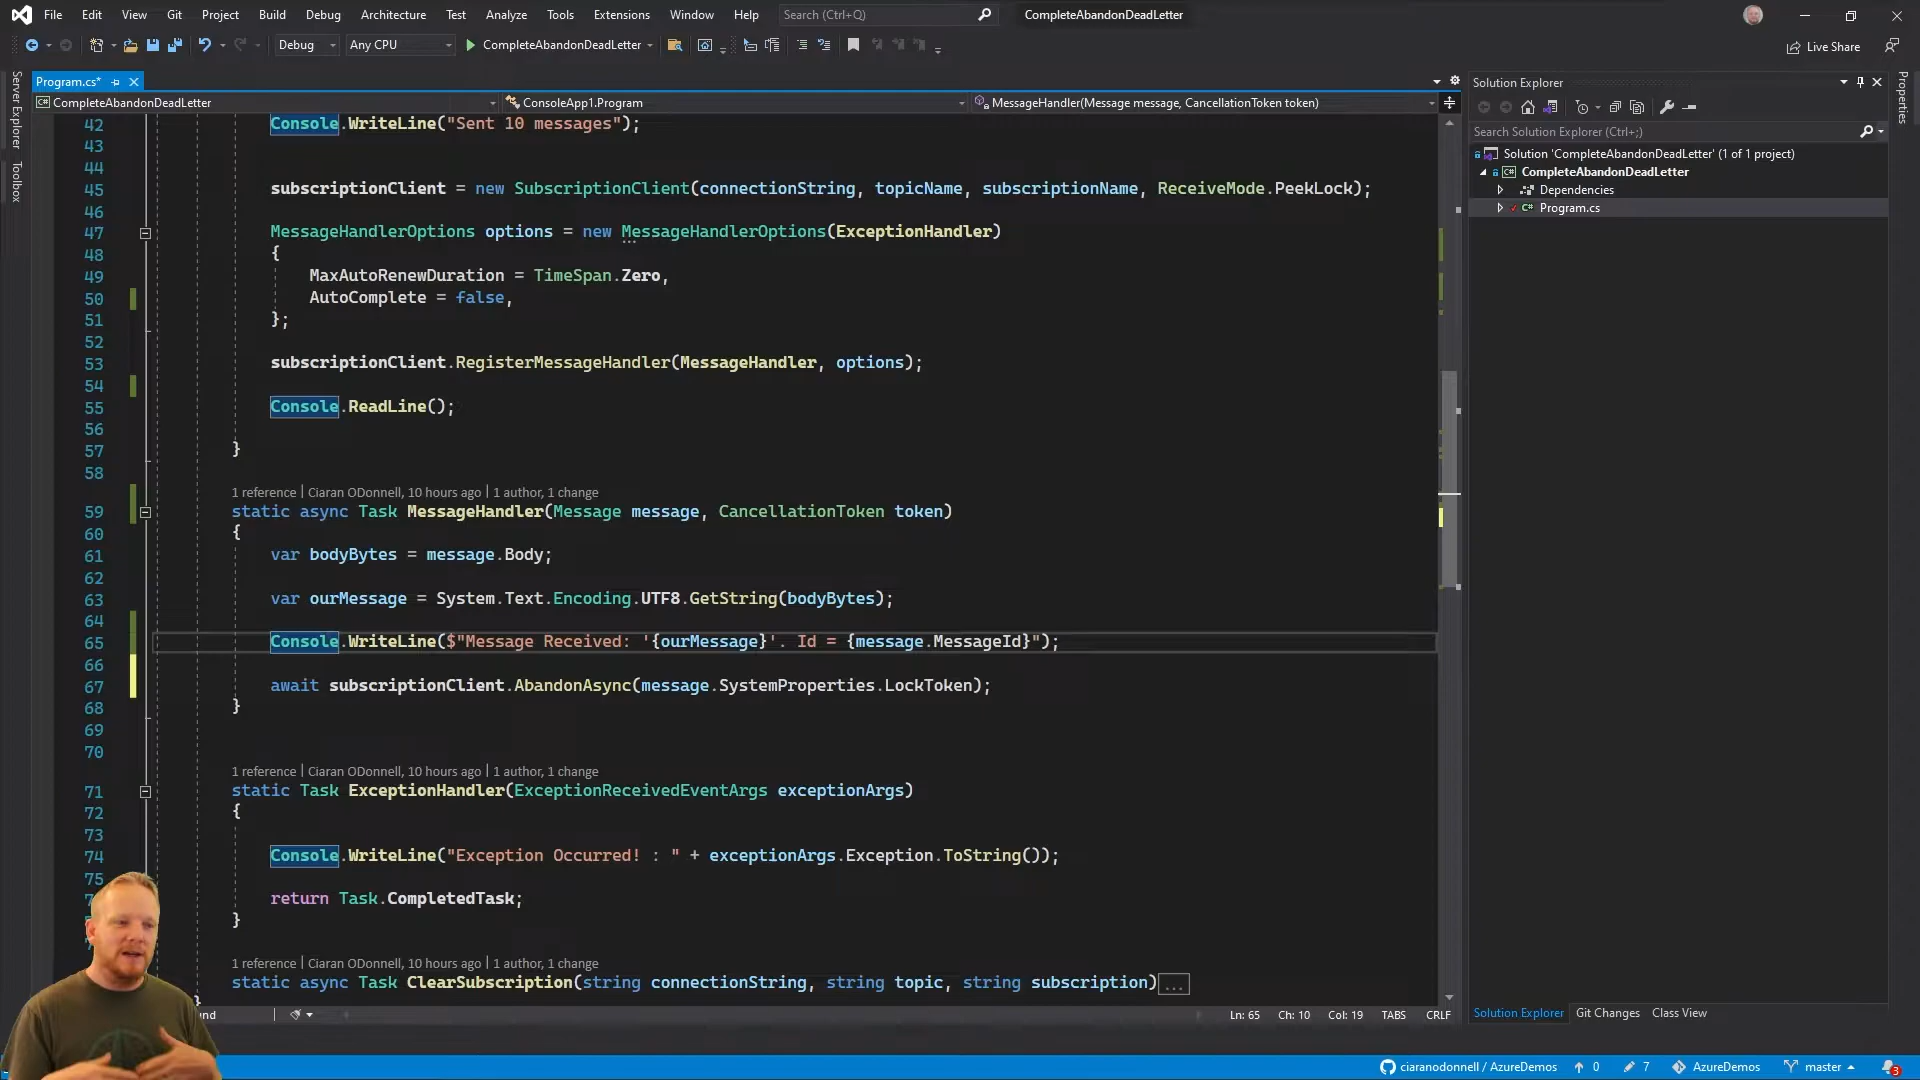 File Edit View Git Project Build Debug Architecture Test Analyze Tools Extensions Window Help Search (Ctrl+Q) CompleteAbandonDeadLetter
Debug Any CPU CompleteAbandonDeadLetter Live Share
Server Explorer
Toolbox
Properties
Program.cs*
CompleteAbandonDeadLetter ConsoleApp1.Program MessageHandler(Message message, CancellationToken token)
42 Console.WriteLine("Sent 10 messages");
43
44
45 subscriptionClient = new SubscriptionClient(connectionString, topicName, subscriptionName, ReceiveMode.PeekLock);
46
47 MessageHandlerOptions options = new MessageHandlerOptions(ExceptionHandler)
48 {
49 MaxAutoRenewDuration = TimeSpan.Zero,
50 AutoComplete = false,
51 };
52
53 subscriptionClient.RegisterMessageHandler(MessageHandler, options);
54
55 Console.ReadLine();
56
57 }
58
1 reference | Ciaran ODonnell, 10 hours ago | 1 author, 1 change
59 static async Task MessageHandler(Message message, CancellationToken token)
60 {
61 var bodyBytes = message.Body;
62
63 var ourMessage = System.Text.Encoding.UTF8.GetString(bodyBytes);
64
65 Console.WriteLine($"Message Received: '{ourMessage}'. Id = {message.MessageId}");
66
67 await subscriptionClient.AbandonAsync(message.SystemProperties.LockToken);
68 }
69
70
1 reference | Ciaran ODonnell, 10 hours ago | 1 author, 1 change
71 static Task ExceptionHandler(ExceptionReceivedEventArgs exceptionArgs)
72 {
73
74 Console.WriteLine("Exception Occurred! : " + exceptionArgs.Exception.ToString());
75
return Task.CompletedTask;
}
1 reference | Ciaran ODonnell, 10 hours ago | 1 author, 1 change
static async Task ClearSubscription(string connectionString, string topic, string subscription)...
}
Ln: 65 Ch: 10 Col: 19 TABS CRLF
Solution Explorer
Search Solution Explorer (Ctrl+;)
Solution 'CompleteAbandonDeadLetter' (1 of 1 project)
CompleteAbandonDeadLetter
Dependencies
Program.cs
Solution Explorer Git Changes Class View
ciaranodonnell / AzureDemos 0 7 AzureDemos master 3